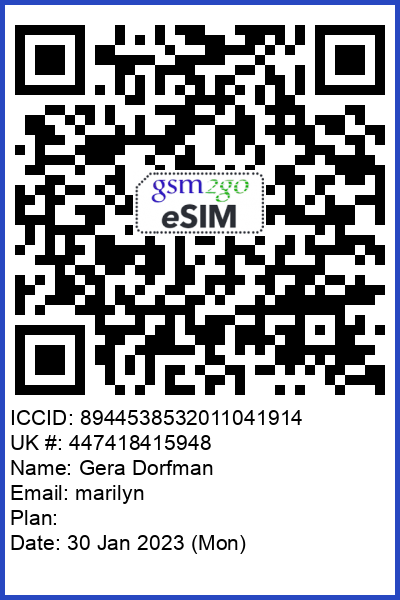 gsm2go
eSIM
ICCID: 8944538532011041914
UK #: 447418415948
Name: Gera Dorfman
Email: marilyn
Plan:
Date: 30 Jan 2023 (Mon)